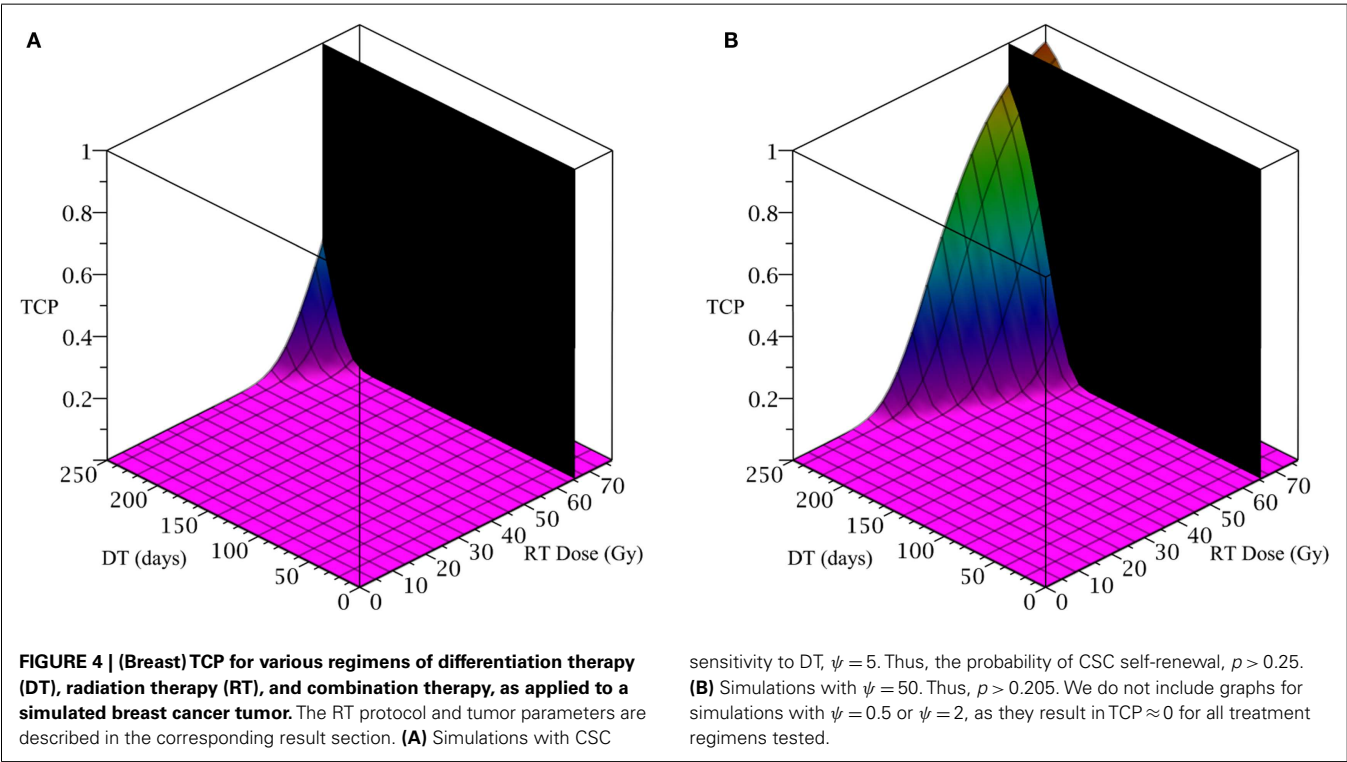 A
1
0.8
0.6
TCP
0.4
0.2
250
200
150
DT (days)
100
50
0
0
10
20
30
RT Dose (Gy)
40
50
60
70
B
1
0.8
0.6
TCP
0.4
0.2
250
200
150
DT (days)
100
50
0
0
10
20
30
RT Dose (Gy)
40
50
60
70
FIGURE 4 | (Breast) TCP for various regimens of differentiation therapy
(DT), radiation therapy (RT), and combination therapy, as applied to a
simulated breast cancer tumor. The RT protocol and tumor parameters are
described in the corresponding result section. (A) Simulations with CSC
sensitivity to DT, ψ = 5. Thus, the probability of CSC self-renewal, p > 0.25.
(B) Simulations with ψ = 50. Thus, p > 0.205. We do not include graphs for
simulations with ψ = 0.5 or ψ = 2, as they result in TCP ≈ 0 for all treatment
regimens tested.